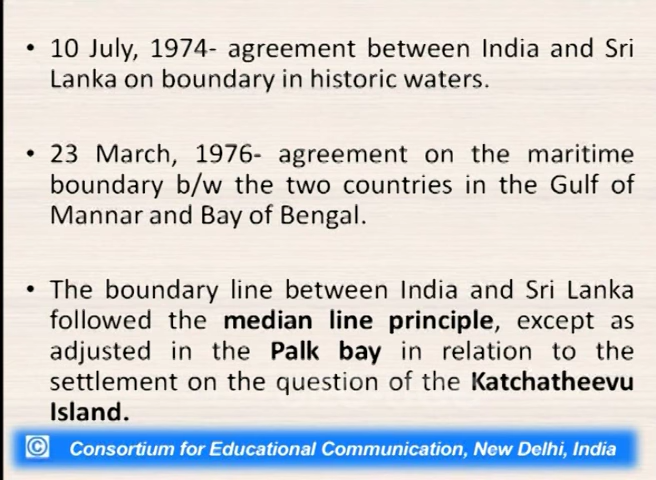 • 10 July, 1974- agreement between India and Sri
Lanka on boundary in historic waters.
• 23 March, 1976- agreement on the maritime
boundary b/w the two countries in the Gulf of
Mannar and Bay of Bengal.
• The boundary line between India and Sri Lanka
followed the median line principle, except as
adjusted in the Palk bay in relation to the
settlement on the question of the Katchatheevu
Island.
© Consortium for Educational Communication, New Delhi, India